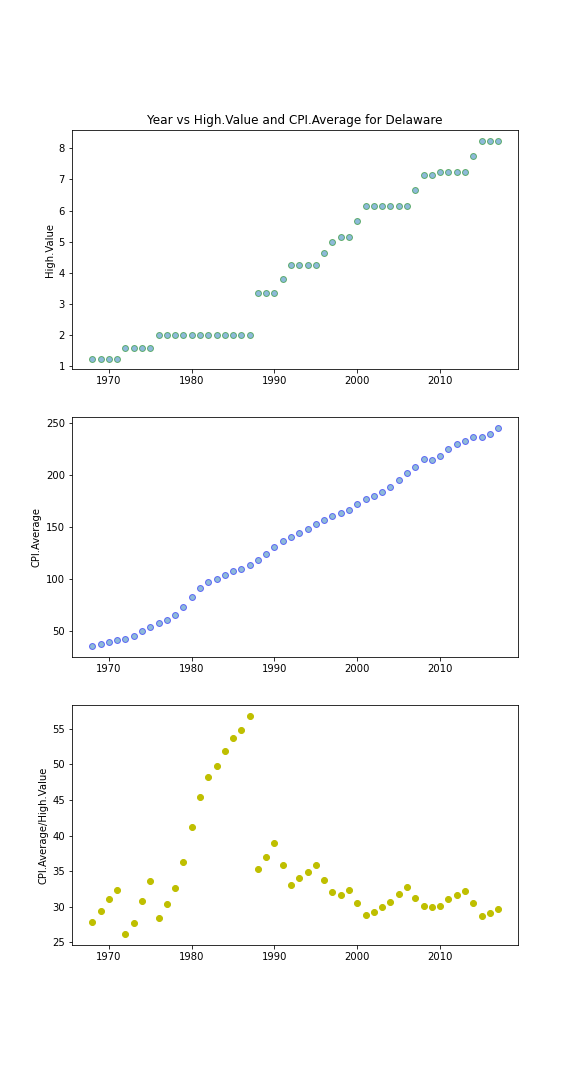 Year vs High.Value and CPI.Average for Delaware
8
7
6
5
4
3
2
1
High.Value
1970 1980 1990 2000 2010
250
200
150
100
50
CPI.Average
1970 1980 1990 2000 2010
55
50
45
40
35
30
25
CPI.Average/High.Value
1970 1980 1990 2000 2010